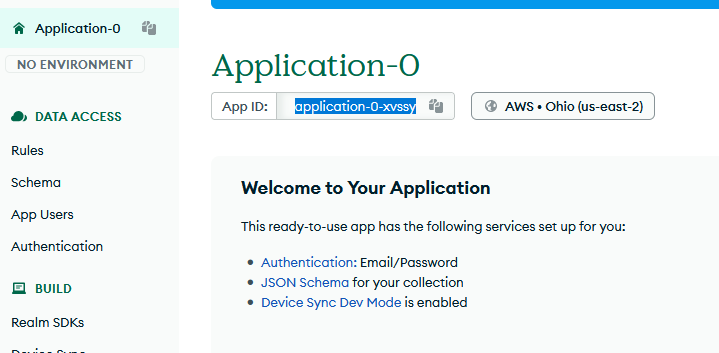 Application-0
NO ENVIRONMENT
DATA ACCESS
Rules
Schema
App Users
Authentication
BUILD
Realm SDKs
Device Sync
Application-0
App ID: application-0-xvssy AWS • Ohio (us-east-2)
Welcome to Your Application
This ready-to-use app has the following services set up for you:
• Authentication: Email/Password
• JSON Schema for your collection
• Device Sync Dev Mode is enabled